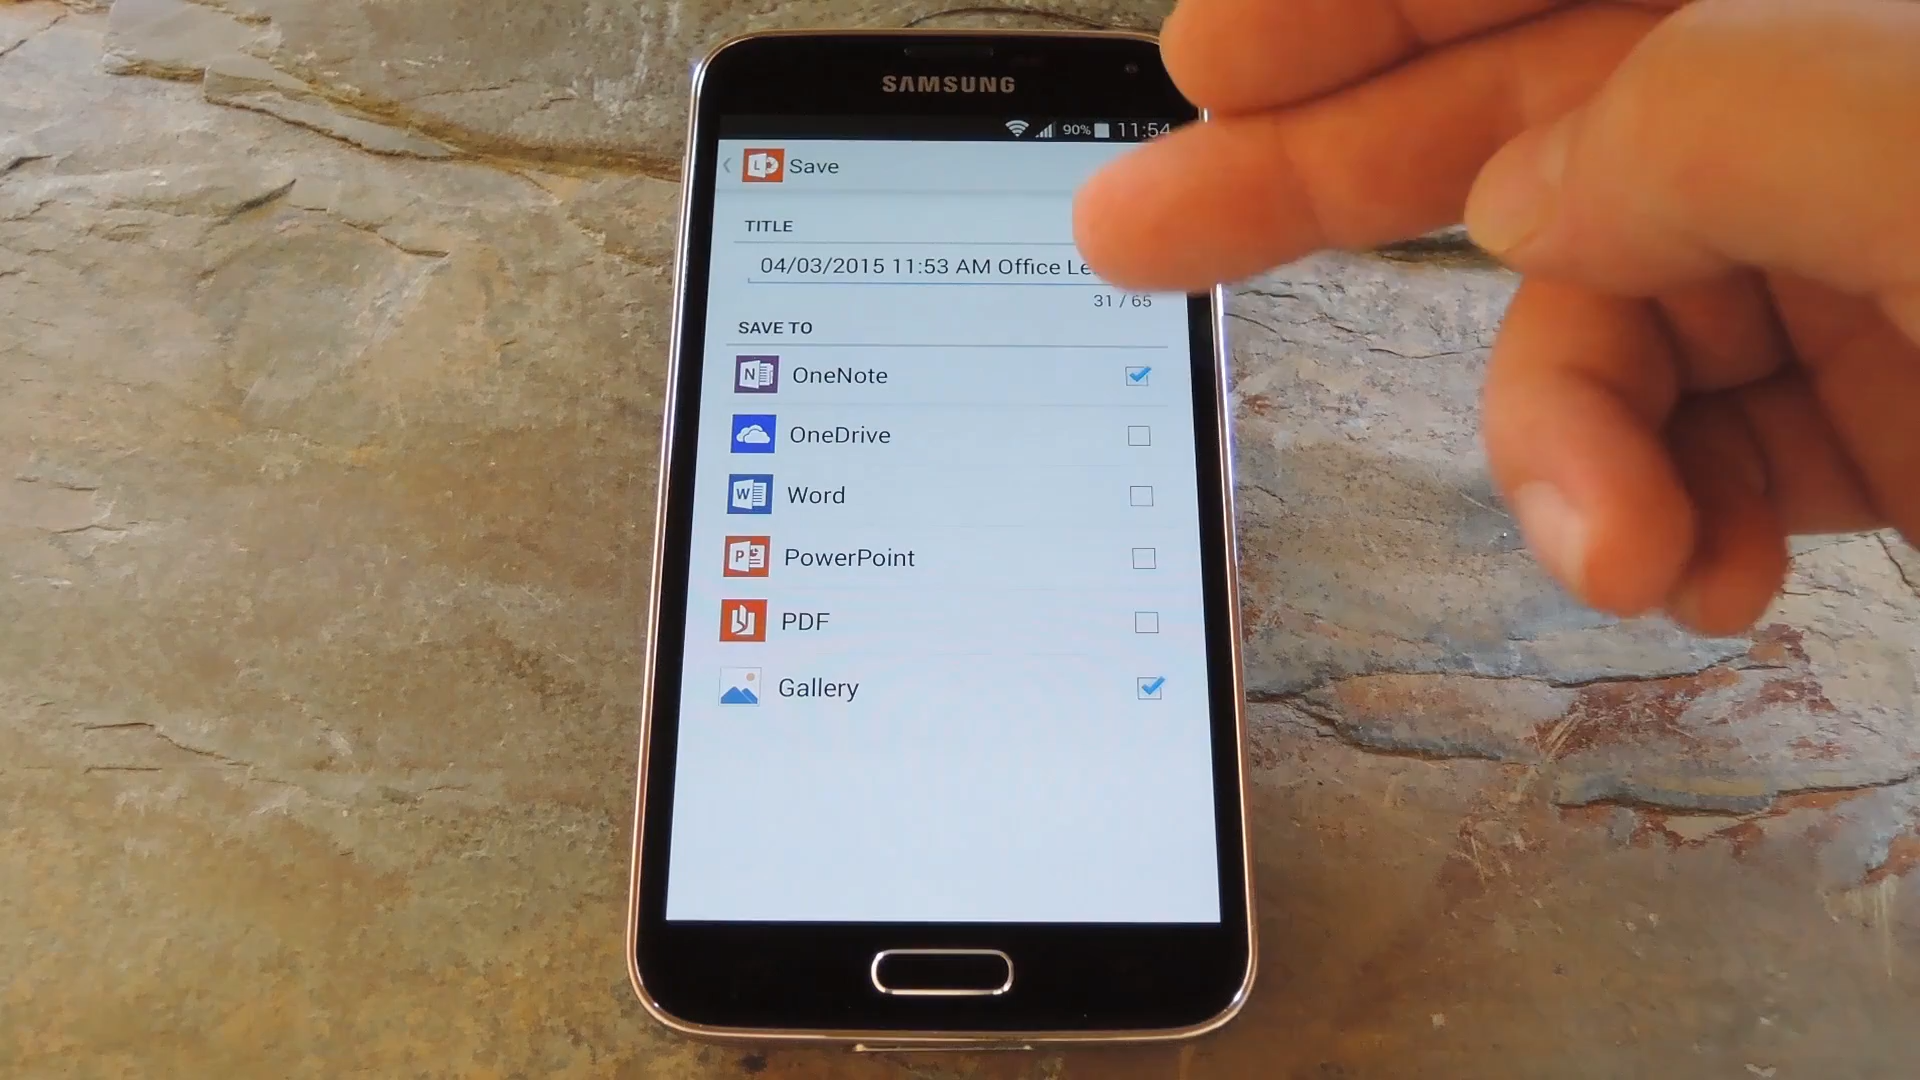 SAMSUNG
90% 11:54
Save
TITLE
04/03/2015 11:53 AM Office
31 / 65
SAVE TO
OneNote
OneDrive
Word
PowerPoint
PDF
Gallery